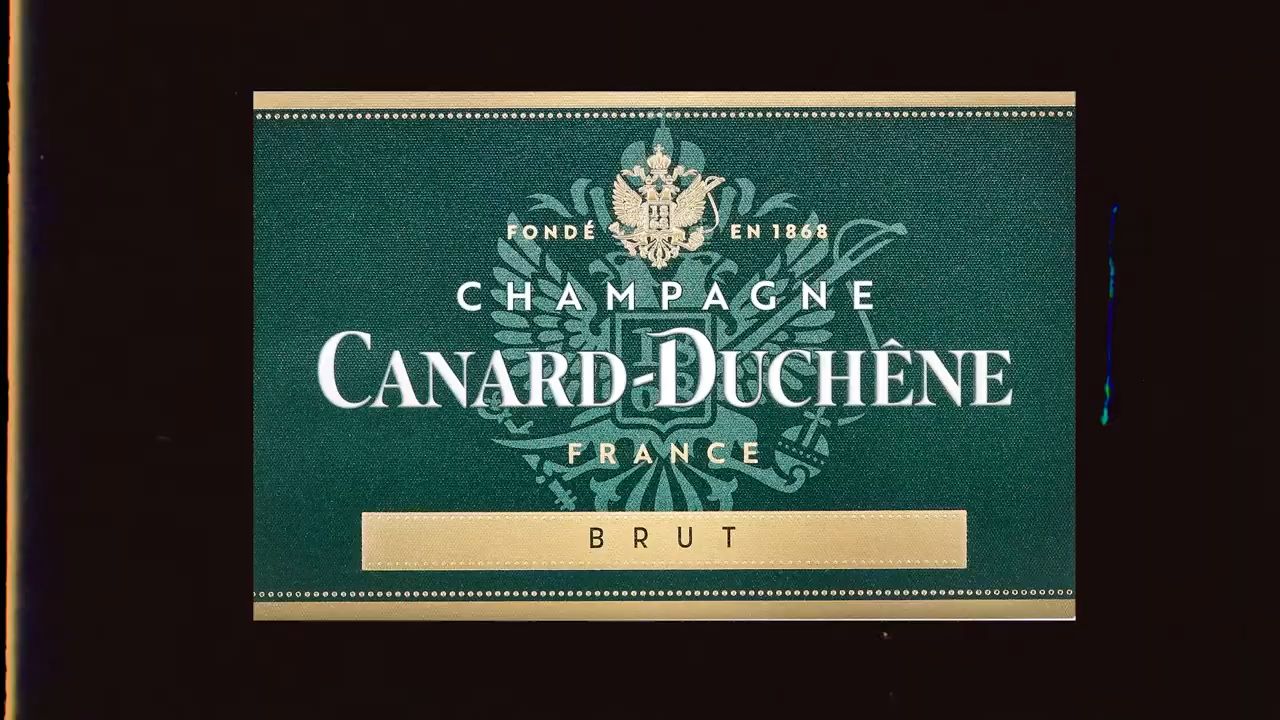 FONDÉ EN 1868
CHAMPAGNE
CANARD-DUCHÊNE
FRANCE
BRUT